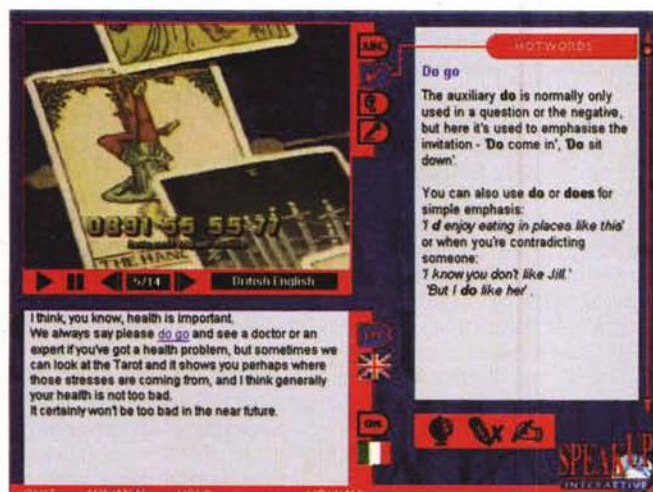 0891 55 55 77
THE HANG
5/14
British English
I think, you know, health is important.
We always say please do go and see a doctor or an
expert if you've got a health problem, but sometimes we
can look at the Tarot and it shows you perhaps where
those stresses are coming from, and I think generally
your health is not too bad.
It certainly won't be too bad in the near future.
ABC
HOTWORDS
Do go
The auxiliary do is normally only
used in a question or the negative,
but here it's used to emphasise the
invitation - 'Do come in', 'Do sit
down'.
You can also use do or does for
simple emphasis:
'I d enjoy eating in places like this'
or when you're contradicting
someone:
'I know you don't like Jill.'
'But I do like her'.
SPEAK UP
INTERACTIVE